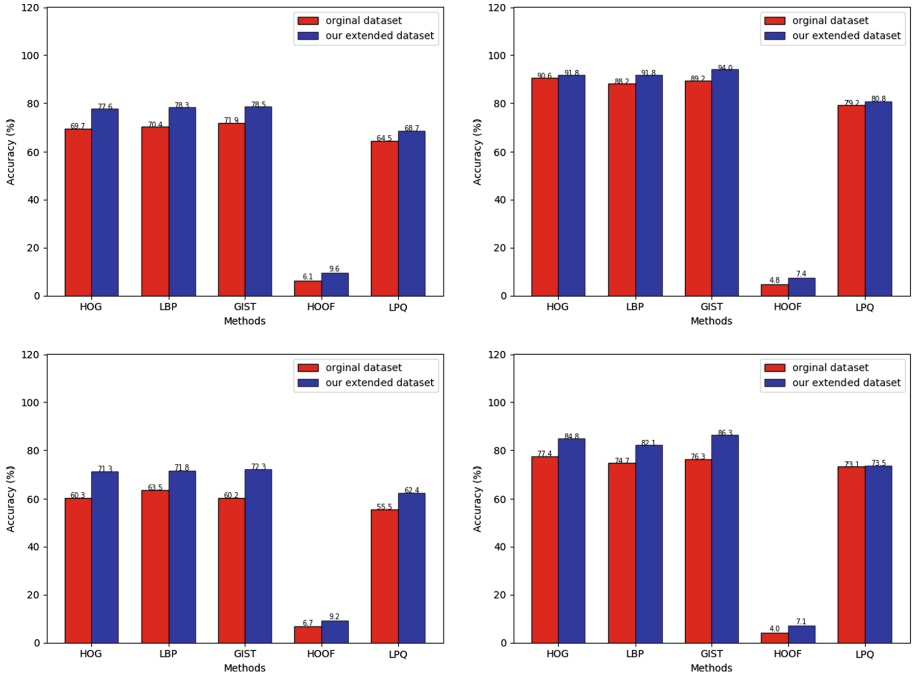 120
100
80
60
40
20
0
Accuracy (%)
orginal dataset
our extended dataset
69.7 77.6 70.4 78.3 71.9 78.5 6.1 9.6 64.5 68.7
HOG LBP GIST HOOF LPQ
Methods
120
100
80
60
40
20
0
Accuracy (%)
orginal dataset
our extended dataset
90.6 91.8 88.2 91.8 89.2 94.0 4.8 7.4 79.2 80.8
HOG LBP GIST HOOF LPQ
Methods
120
100
80
60
40
20
0
Accuracy (%)
orginal dataset
our extended dataset
60.3 71.3 63.5 71.8 60.2 72.3 6.7 9.2 55.5 62.4
HOG LBP GIST HOOF LPQ
Methods
120
100
80
60
40
20
0
Accuracy (%)
orginal dataset
our extended dataset
77.4 84.8 74.7 82.1 76.3 86.3 4.0 7.1 73.1 73.5
HOG LBP GIST HOOF LPQ
Methods